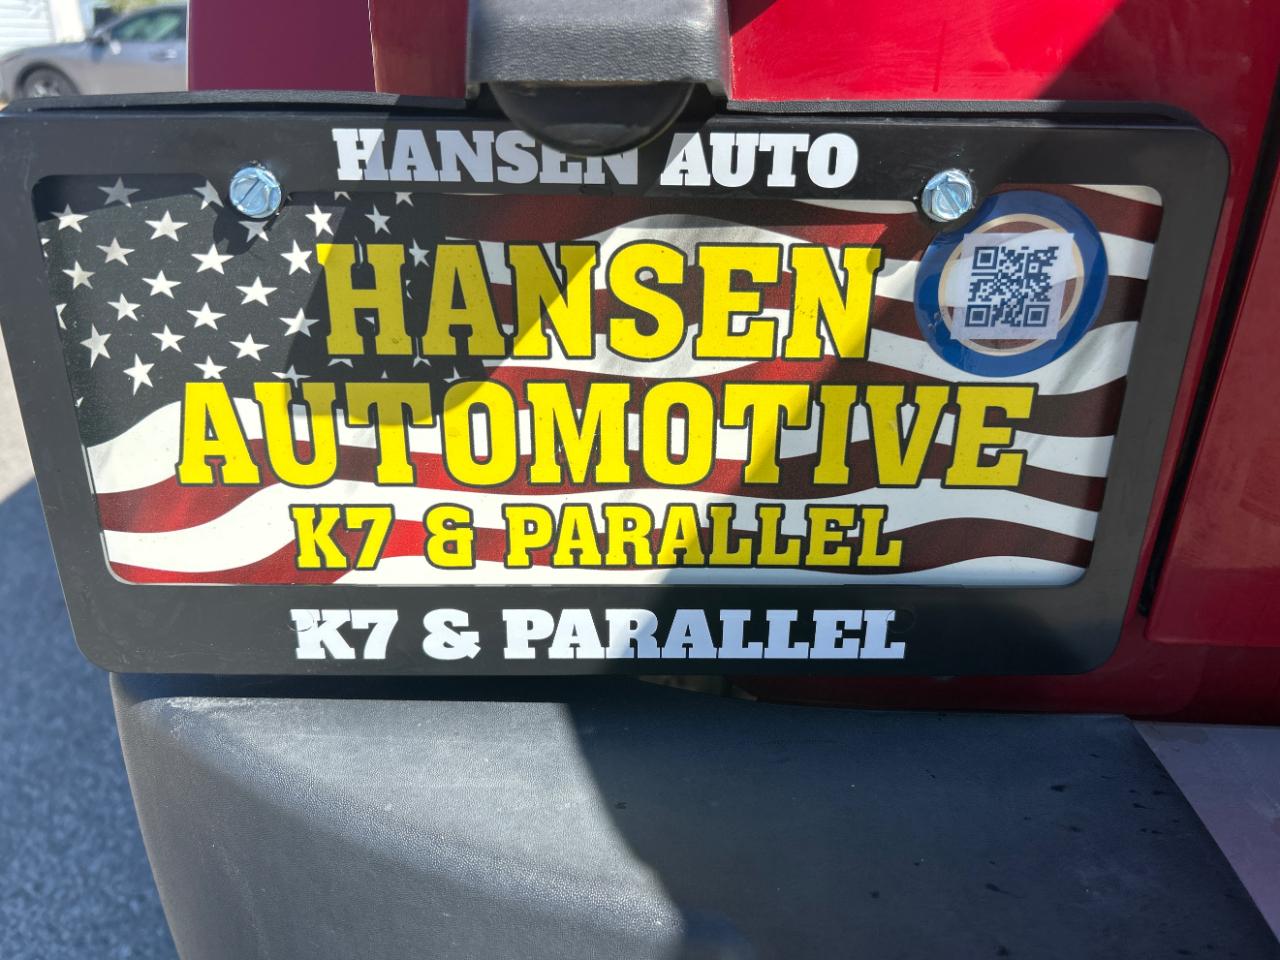 HANSEN AUTO
HANSEN
AUTOMOTIVE
K7 & PARALLEL
K7 & PARALLEL